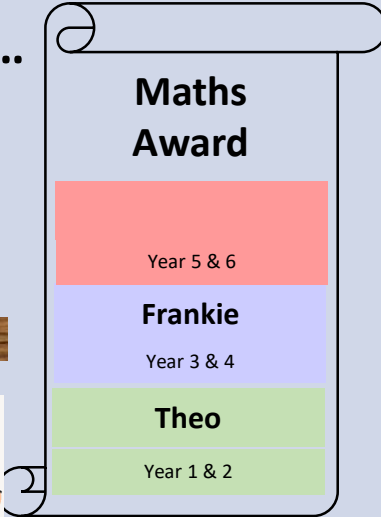 ..
Maths
Award
Year 5 & 6
Frankie
Year 3 & 4
Theo
Year 1 & 2